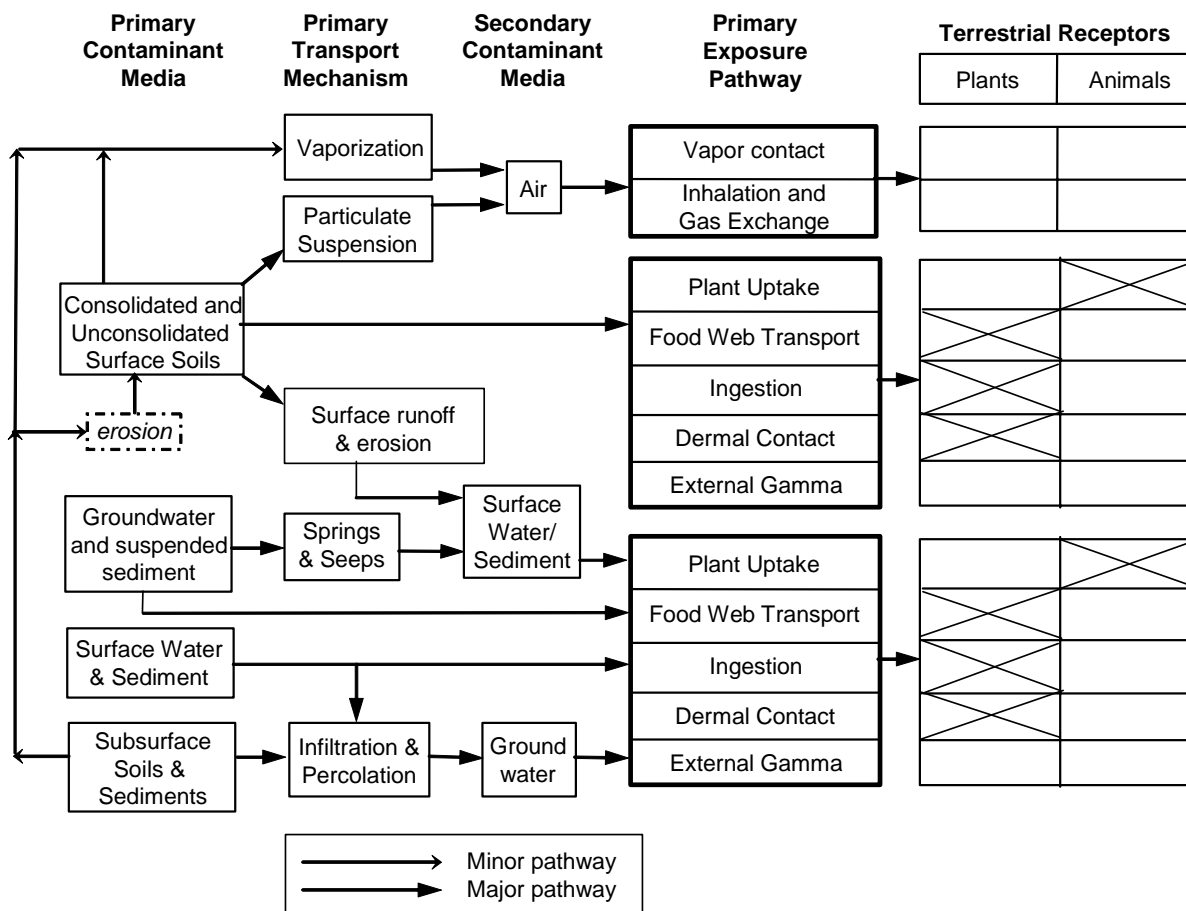 Primary
Contaminant
Media
Primary
Transport
Mechanism
Secondary
Contaminant
Media
Primary
Exposure
Pathway
Terrestrial Receptors
Plants
Animals
Vaporization
Particulate
Suspension
Air
Vapor contact
Inhalation and
Gas Exchange
Consolidated and
Unconsolidated
Surface Soils
erosion
Surface runoff
& erosion
Plant Uptake
Food Web Transport
Ingestion
Dermal Contact
External Gamma
Groundwater
and suspended
sediment
Springs
& Seeps
Surface
Water/
Sediment
Surface Water
& Sediment
Subsurface
Soils &
Sediments
Infiltration &
Percolation
Ground
water
Plant Uptake
Food Web Transport
Ingestion
Dermal Contact
External Gamma
Minor pathway
Major pathway